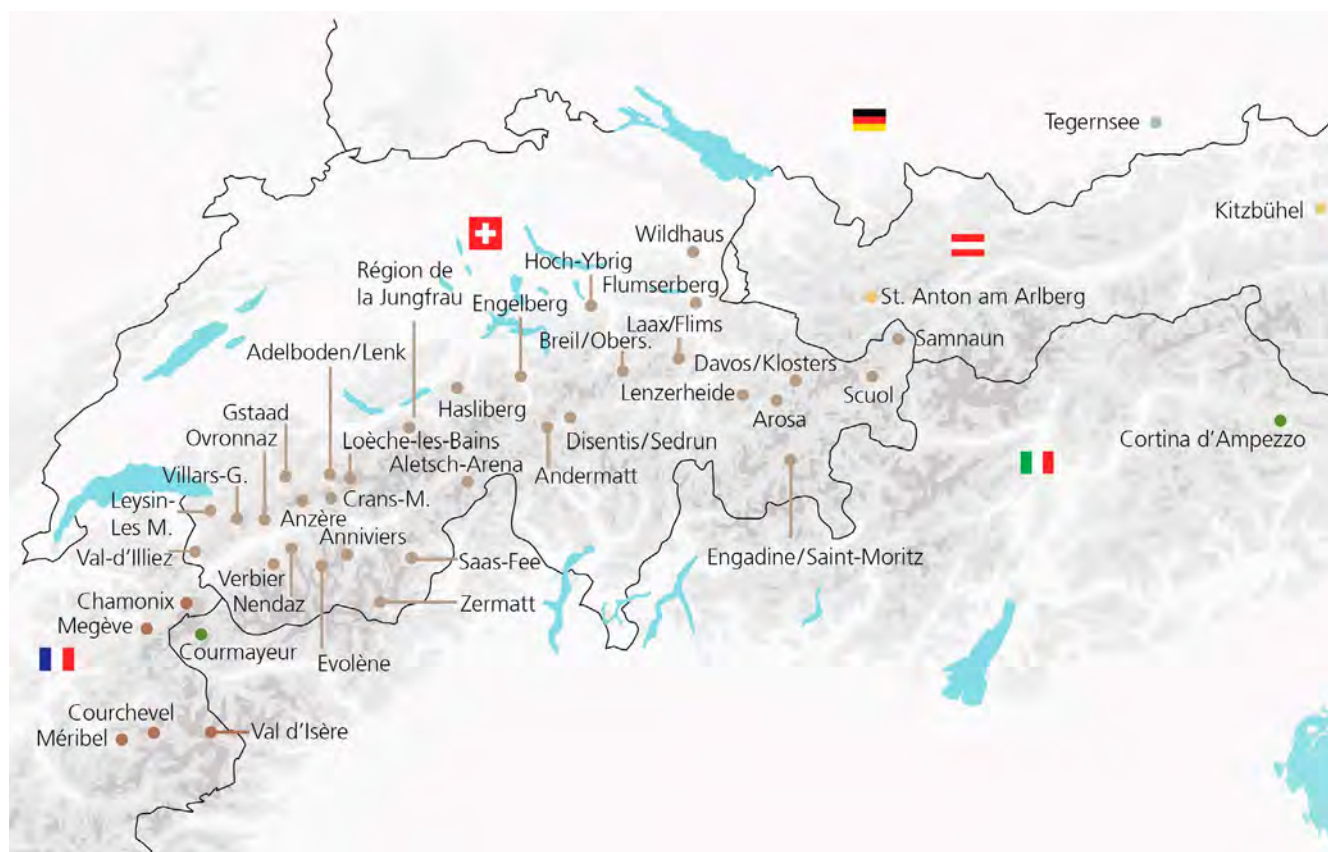 Tegernsee
Kitzbühel
Wildhaus
Hoch-Ybrig
Région de
la Jungfrau
Flumserberg
Engelberg
St. Anton am Arlberg
Laax/Flims
Breil/Obers.
Samnaun
Adelboden/Lenk
Davos/Klosters
Lenzerheide
Scuol
Hasliberg
Arosa
Gstaad
Ovronnaz
Loèche-les-Bains
Disentis/Sedrun
Cortina d’Ampezzo
Aletsch-Arena
Villars-G.
Andermatt
Leysin-
Les M.
Crans-M.
Anzère
Anniviers
Val-d’Illiez
Engadine/Saint-Moritz
Saas-Fee
Verbier
Nendaz
Zermatt
Chamonix
Megève
Courmayeur
Evolène
Courchevel
Méribel
Val d’Isère